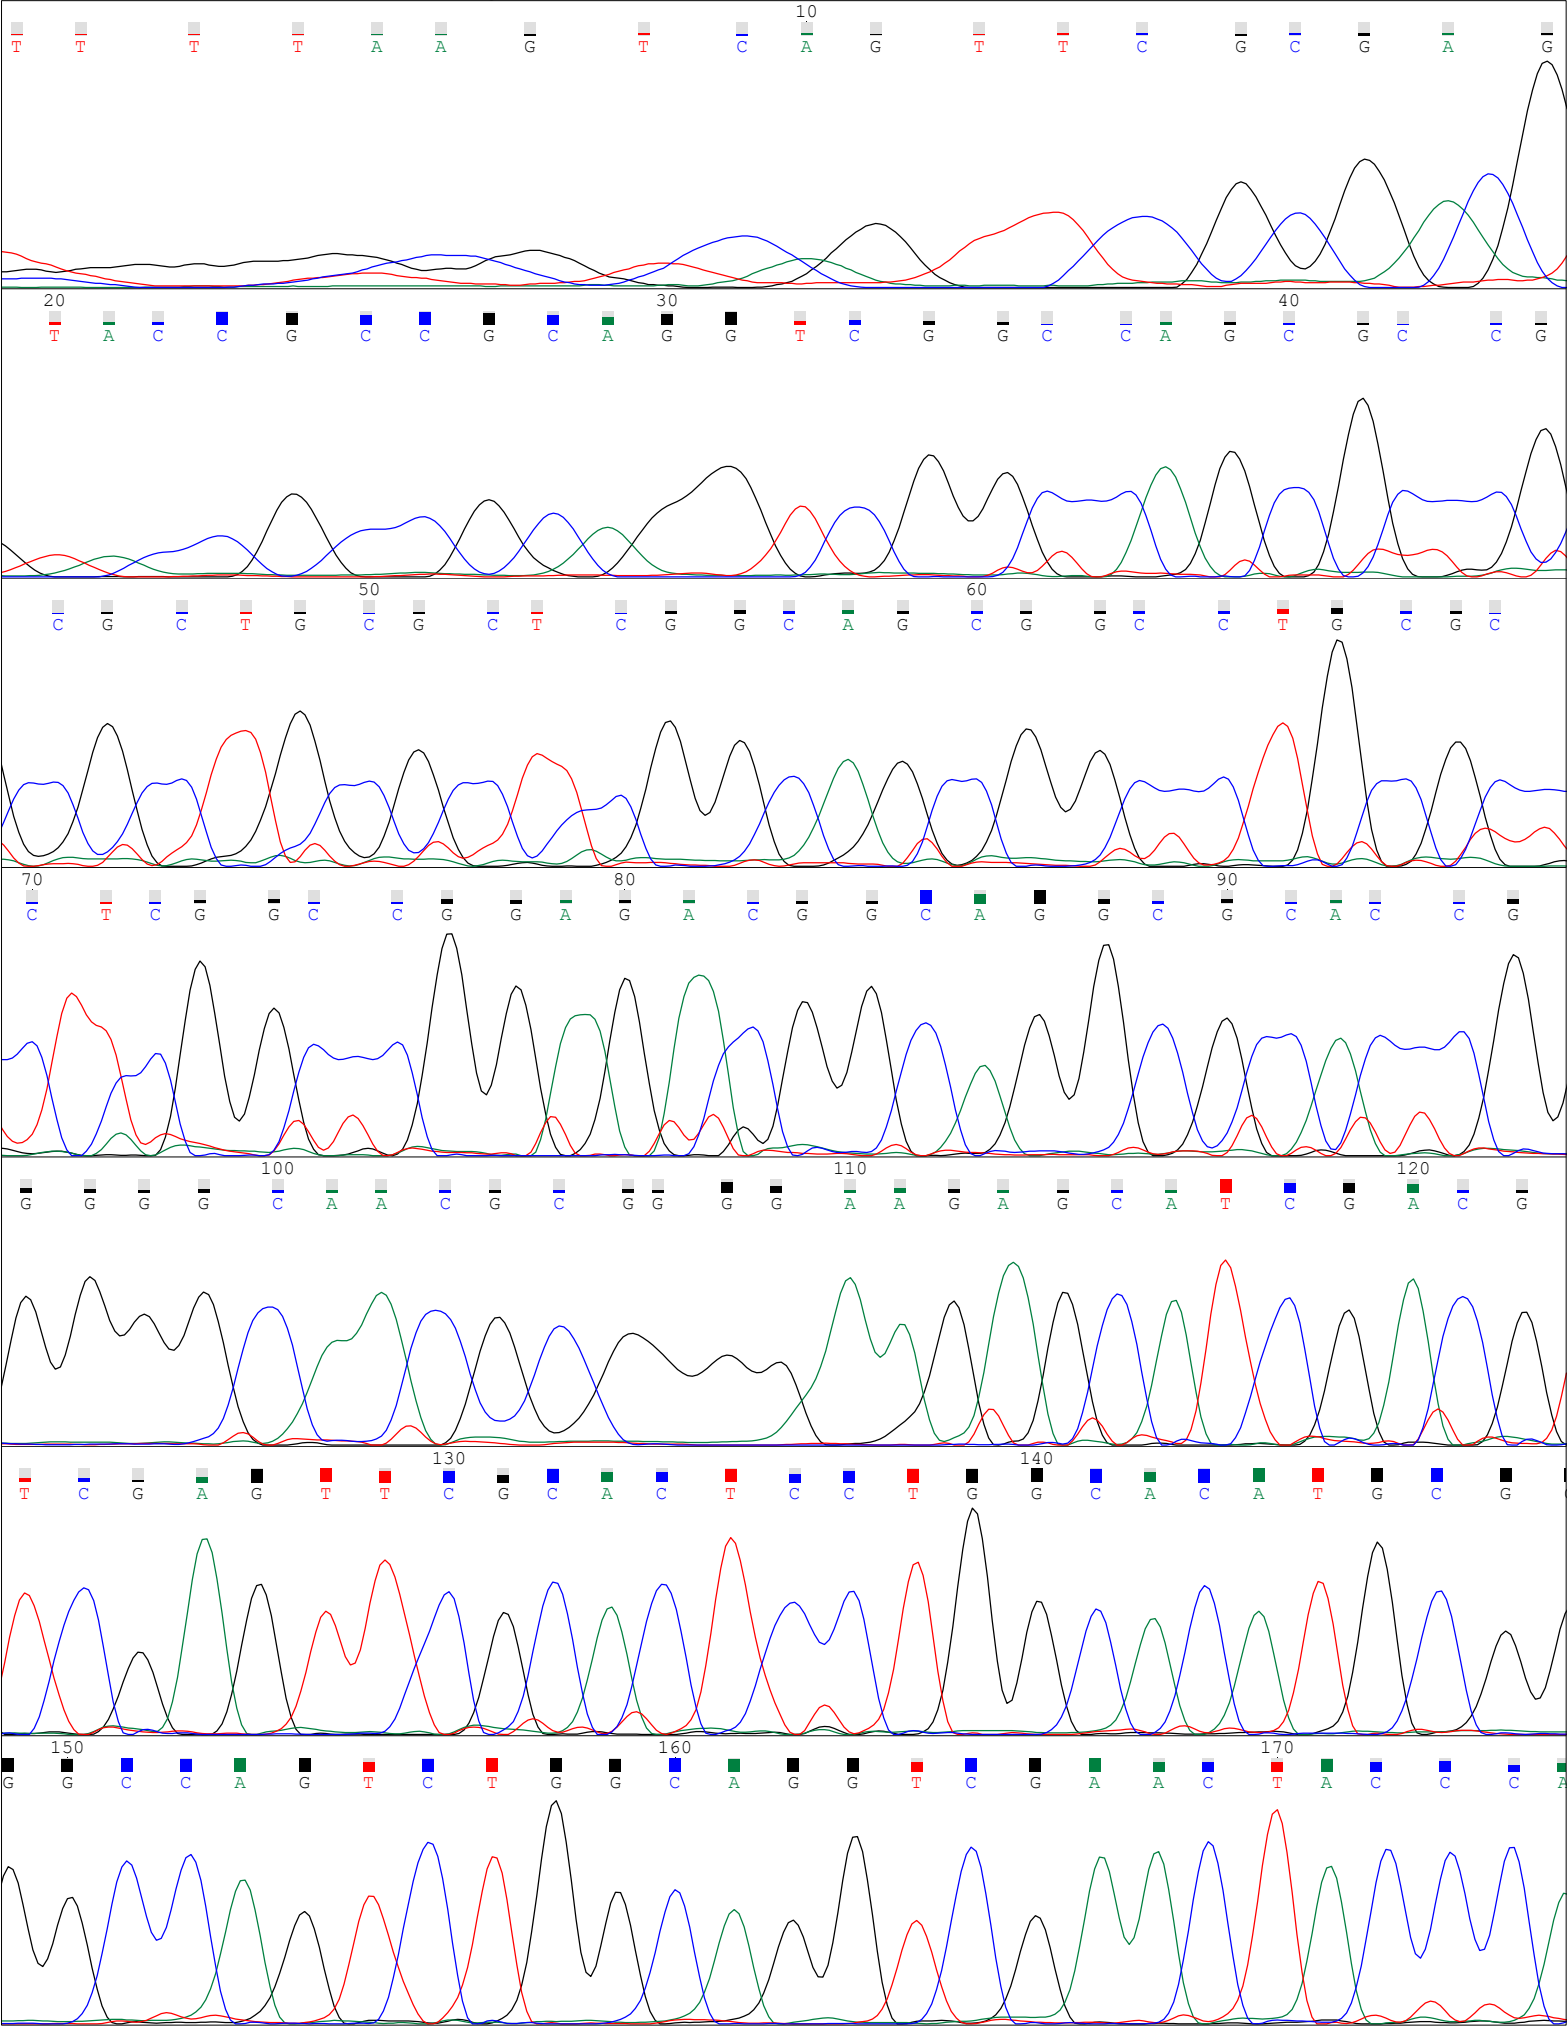 10
T T T T A A G T C A G T T C G C G A G
20 30 40
T A C C G C C G C A G G T C G G C C A G C G C C G
50 60
C G C T G C G C T C G G C A G C G G C C T G C G C
70 80 90
C T C G G C C G G A G A C G G C A G G C G C A C C G
100 110 120
G G G G C A A C G C G G G G A A G A G C A T C G A C G
130 140
T C G A G T T C G C A C T C C T G G C A C A T G C G
150 160 170
G G C C A G T C T G G C A G G T C G A A C T A C C C A